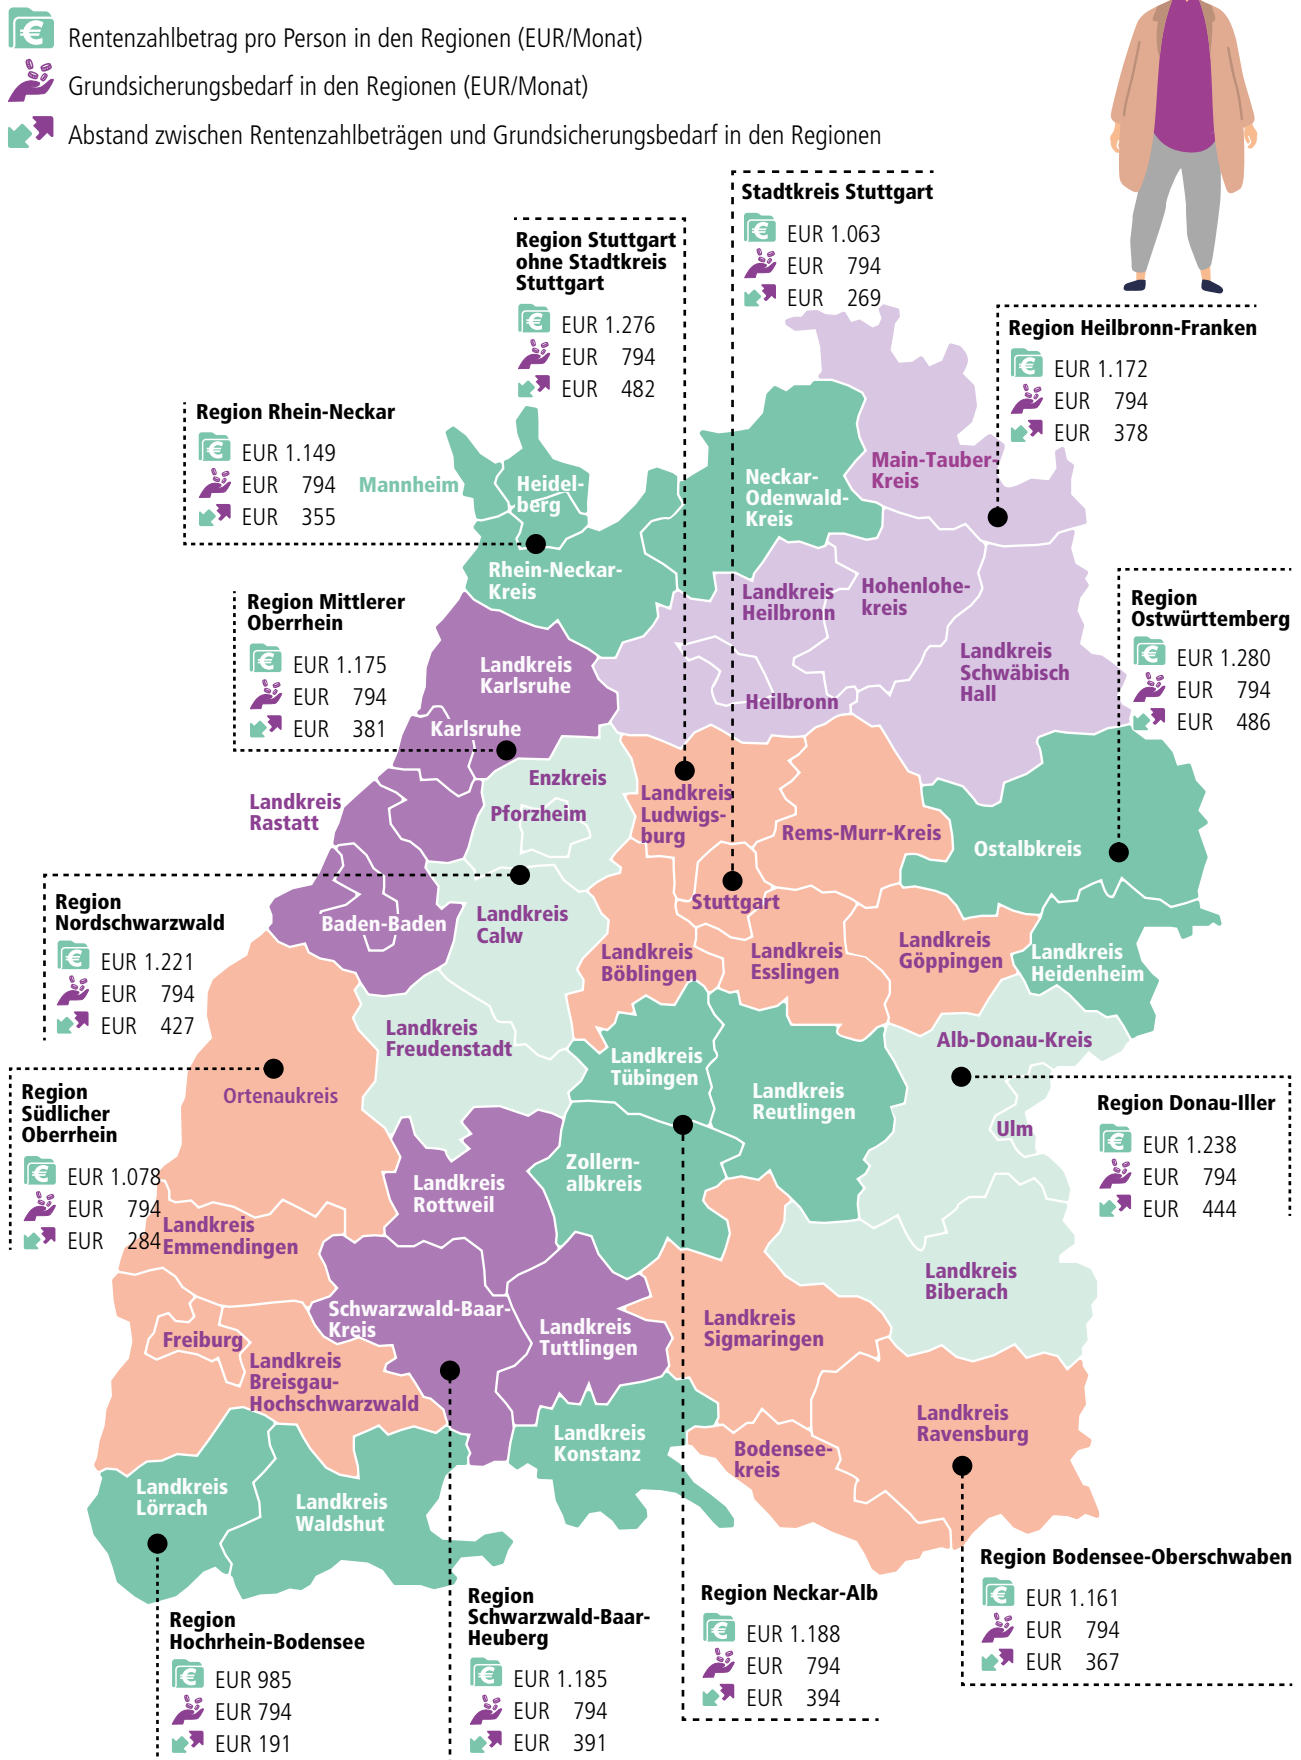 Rentenzahlbetrag pro Person in den Regionen (EUR/Monat)
Grundsicherungsbedarf in den Regionen (EUR/Monat)
Abstand zwischen Rentenzahlbeträgen und Grundsicherungsbedarf in den Regionen
Stadtkreis Stuttgart
EUR 1.063
EUR 794
EUR 269
Region Stuttgart
ohne Stadtkreis
Stuttgart
EUR 1.276
EUR 794
EUR 482
Region Heilbronn-Franken
EUR 1.172
EUR 794
EUR 378
Region Rhein-Neckar
EUR 1.149
EUR 794
EUR 355
Mannheim
Heidel-
berg
Neckar-
Odenwald-
Kreis
Main-Tauber-
Kreis
Rhein-Neckar-
Kreis
Landkreis
Heilbronn
Hohenlohe-
kreis
Region
Ostwürttemberg
EUR 1.280
EUR 794
EUR 486
Region Mittlerer
Oberrhein
EUR 1.175
EUR 794
EUR 381
Landkreis
Karlsruhe
Landkreis
Schwäbisch
Hall
Heilbronn
Karlsruhe
Enzkreis
Landkreis
Rastatt
Pforzheim
Landkreis
Ludwigs-
burg
Rems-Murr-Kreis
Ostalbkreis
Region
Nordschwarzwald
EUR 1.221
EUR 794
EUR 427
Baden-Baden
Landkreis
Calw
Stuttgart
Landkreis
Böblingen
Landkreis
Esslingen
Landkreis
Göppingen
Landkreis
Heidenheim
Landkreis
Freudenstadt
Landkreis
Tübingen
Landkreis
Reutlingen
Alb-Donau-Kreis
Region
Südlicher
Oberrhein
EUR 1.078
EUR 794
EUR 284
Ortenaukreis
Ulm
Region Donau-Iller
EUR 1.238
EUR 794
EUR 444
Landkreis
Rottweil
Zollern-
albkreis
Landkreis
Emmendingen
Landkreis
Biberach
Schwarzwald-Baar-
Kreis
Landkreis
Tuttlingen
Landkreis
Sigmaringen
Freiburg
Landkreis
Breisgau-
Hochschwarzwald
Landkreis
Konstanz
Bodensee-
kreis
Landkreis
Ravensburg
Landkreis
Lörrach
Landkreis
Waldshut
Region Bodensee-Oberschwaben
EUR 1.161
EUR 794
EUR 367
Region Neckar-Alb
EUR 1.188
EUR 794
EUR 394
Region
Schwarzwald-Baar-
Heuberg
EUR 1.185
EUR 794
EUR 391
Region
Hochrhein-Bodensee
EUR 985
EUR 794
EUR 191